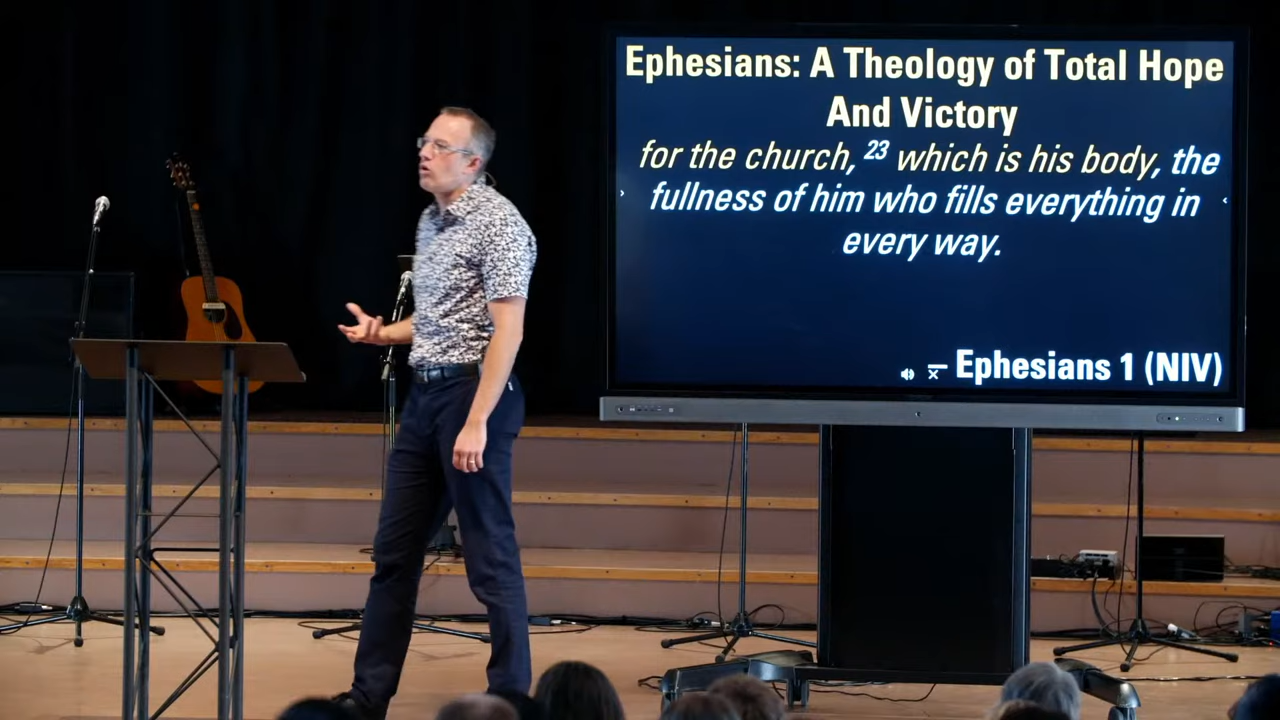 Ephesians: A Theology of Total Hope
And Victory
for the church, 23 which is his body, the
fullness of him who fills everything in
every way.
Ephesians 1 (NIV)